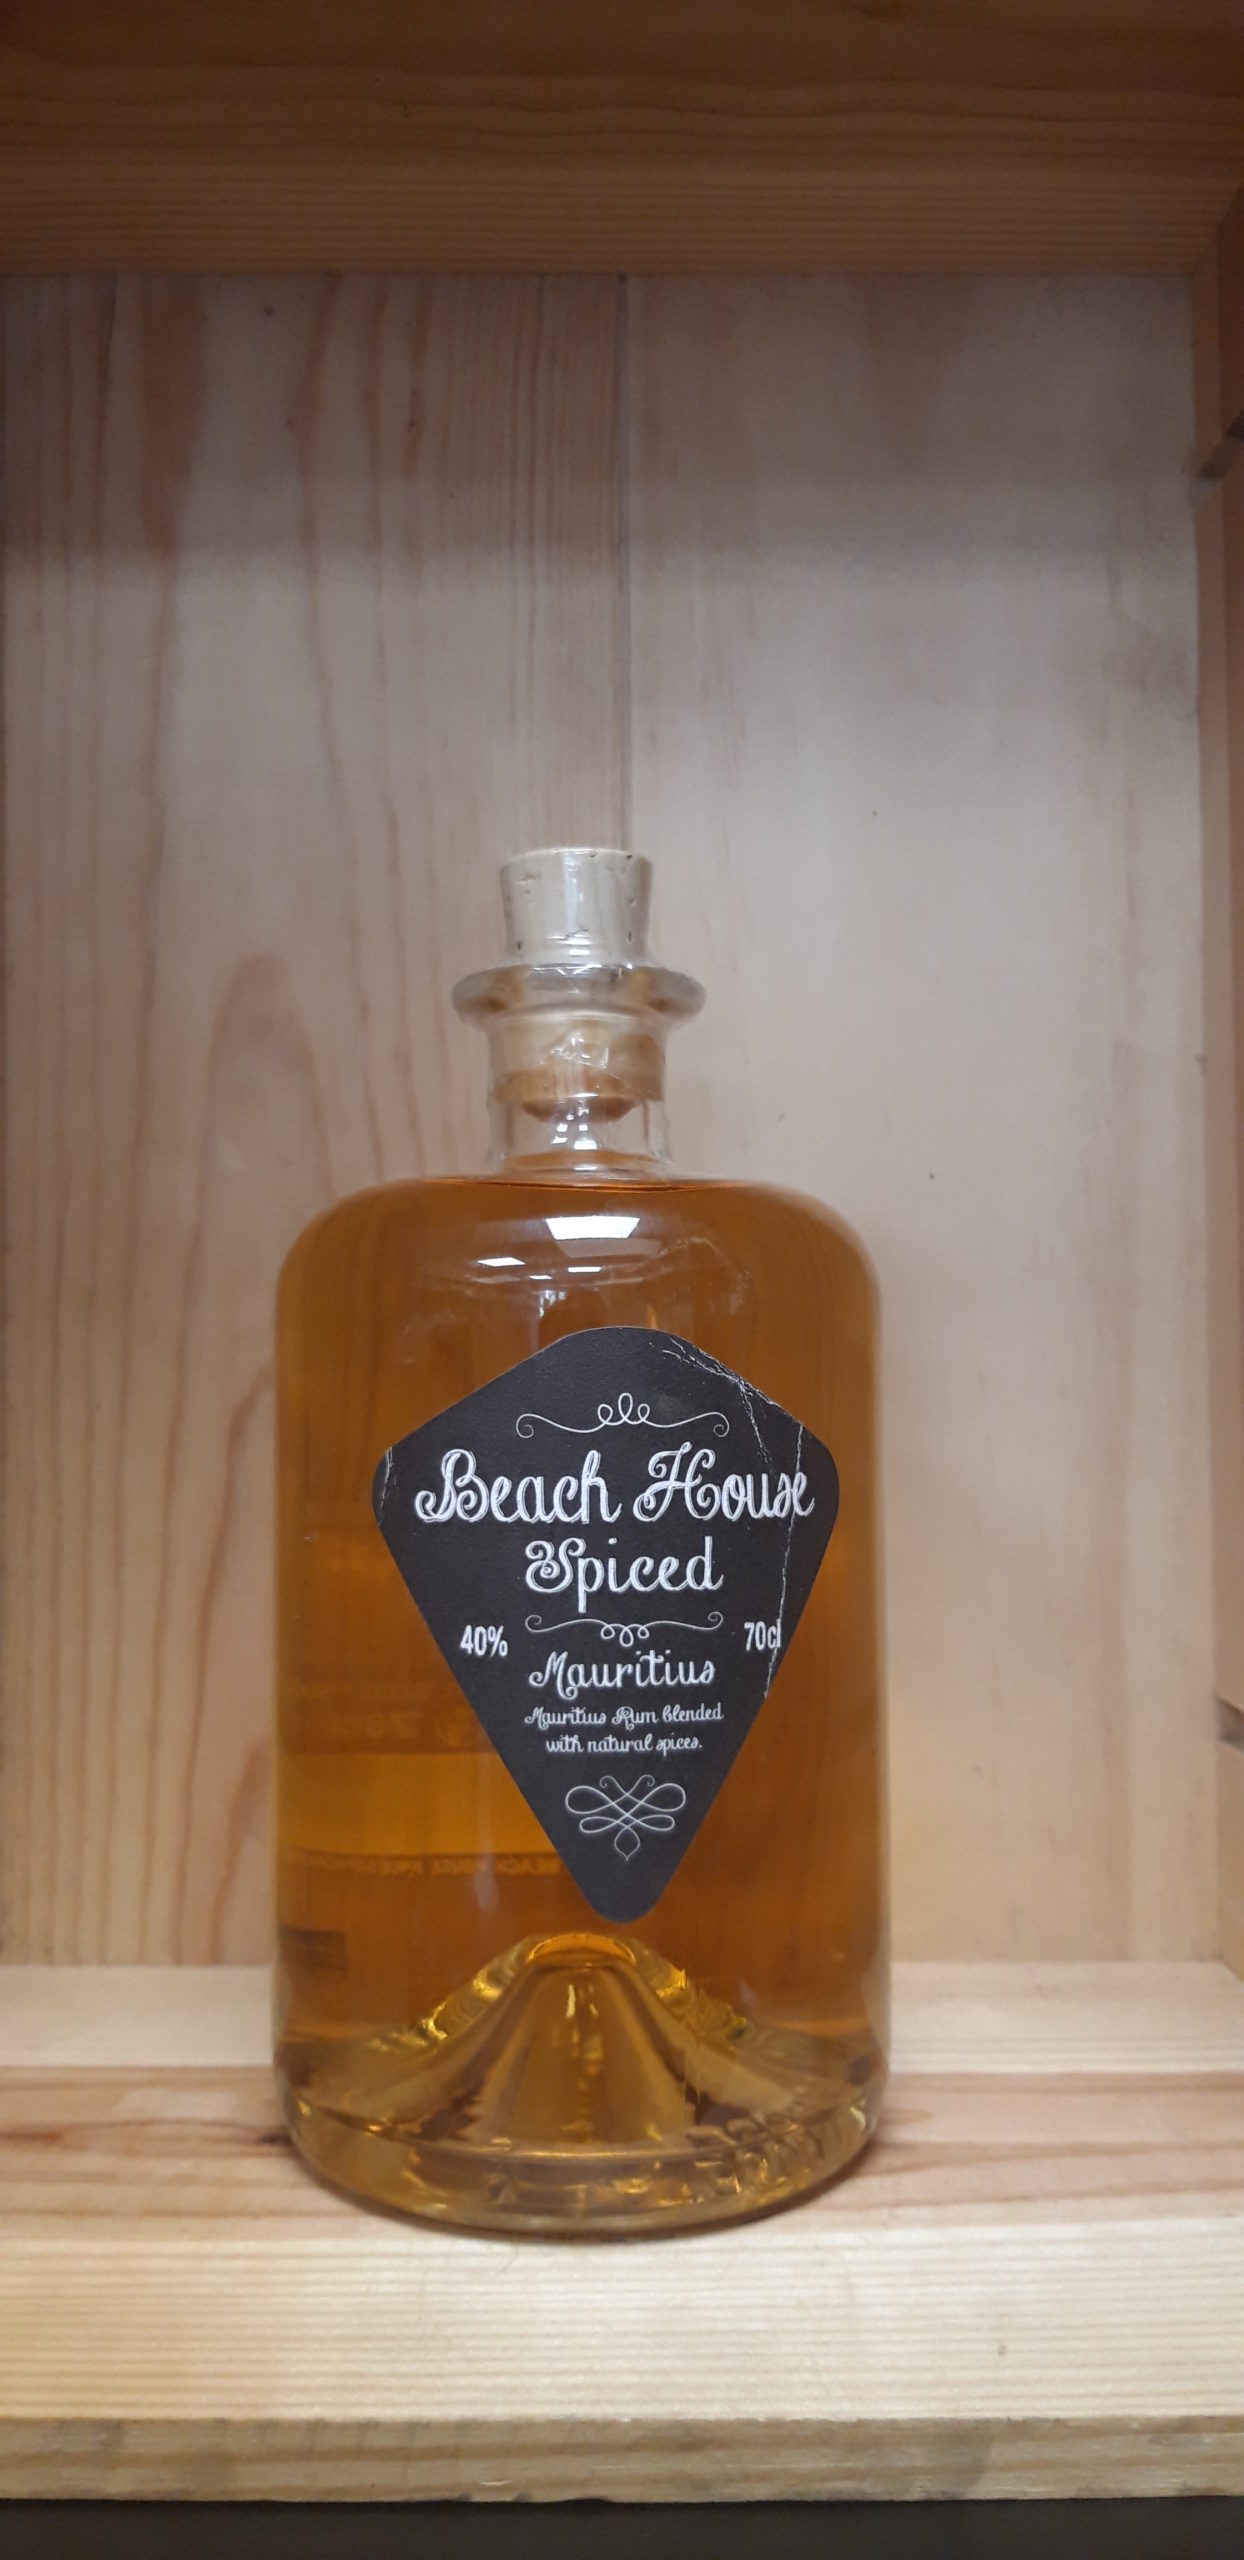 Beach House
Spiced
40%
70cl
Mauritius
Mauritius Rum blended
with natural spices.